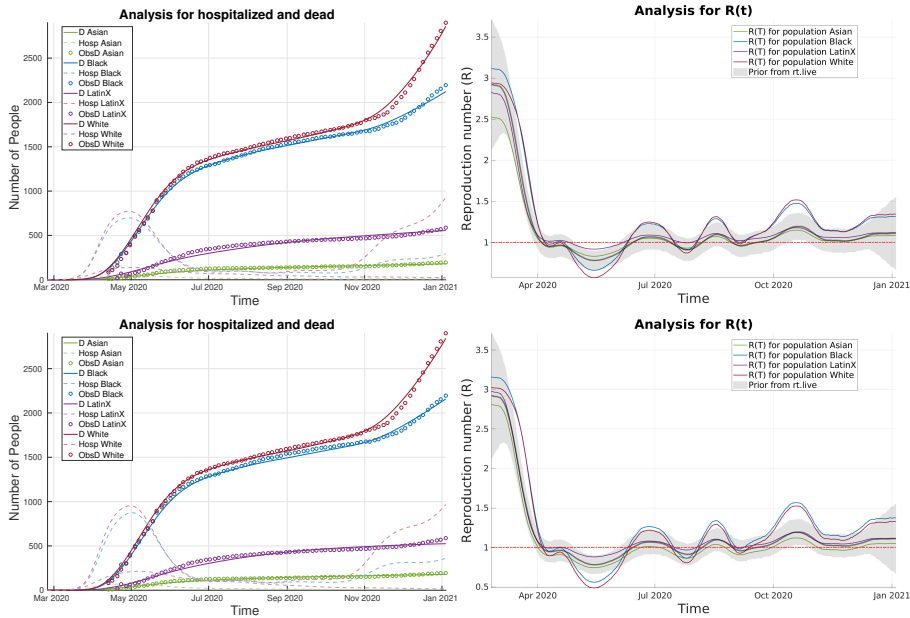 Analysis for hospitalized and dead
D Asian
Hosp Asian
ObsD Asian
D Black
Hosp Black
ObsD Black
D LatinX
Hosp LatinX
ObsD LatinX
D White
Hosp White
ObsD White
Number of People
2500
2000
1500
1000
500
0
Mar 2020
May 2020
Jul 2020
Sep 2020
Nov 2020
Jan 2021
Time
Analysis for R(t)
R(T) for population Asian
R(T) for population Black
R(T) for population LatinX
R(T) for population White
Prior from rt.live
Reproduction number (R)
3.5
3
2.5
2
1.5
1
Apr 2020
Jul 2020
Oct 2020
Jan 2021
Time
Analysis for hospitalized and dead
D Asian
Hosp Asian
ObsD Asian
D Black
Hosp Black
ObsD Black
D LatinX
Hosp LatinX
ObsD LatinX
D White
Hosp White
ObsD White
Number of People
2500
2000
1500
1000
500
0
Mar 2020
May 2020
Jul 2020
Sep 2020
Nov 2020
Jan 2021
Time
Analysis for R(t)
R(T) for population Asian
R(T) for population Black
R(T) for population LatinX
R(T) for population White
Prior from rt.live
Reproduction number (R)
3.5
3
2.5
2
1.5
1
0.5
Apr 2020
Jul 2020
Oct 2020
Jan 2021
Time